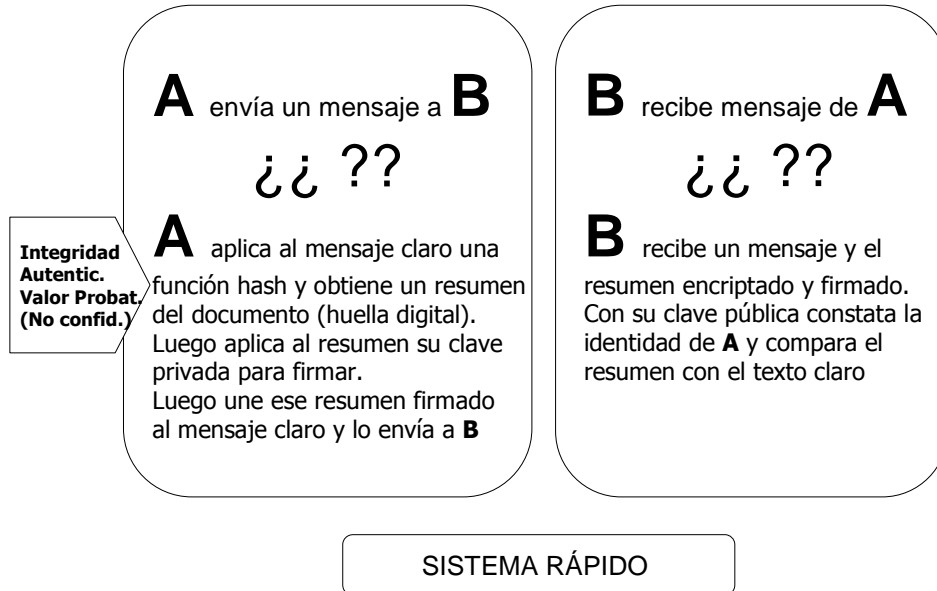 A envía un mensaje a B
¿¿ ??
Integridad
Autentic.
Valor Probat.
(No confid.)
A aplica al mensaje claro una
función hash y obtiene un resumen
del documento (huella digital).
Luego aplica al resumen su clave
privada para firmar.
Luego une ese resumen firmado
al mensaje claro y lo envía a B
B recibe mensaje de A
¿¿ ??
B recibe un mensaje y el
resumen encriptado y firmado.
Con su clave pública constata la
identidad de A y compara el
resumen con el texto claro
SISTEMA RÁPIDO